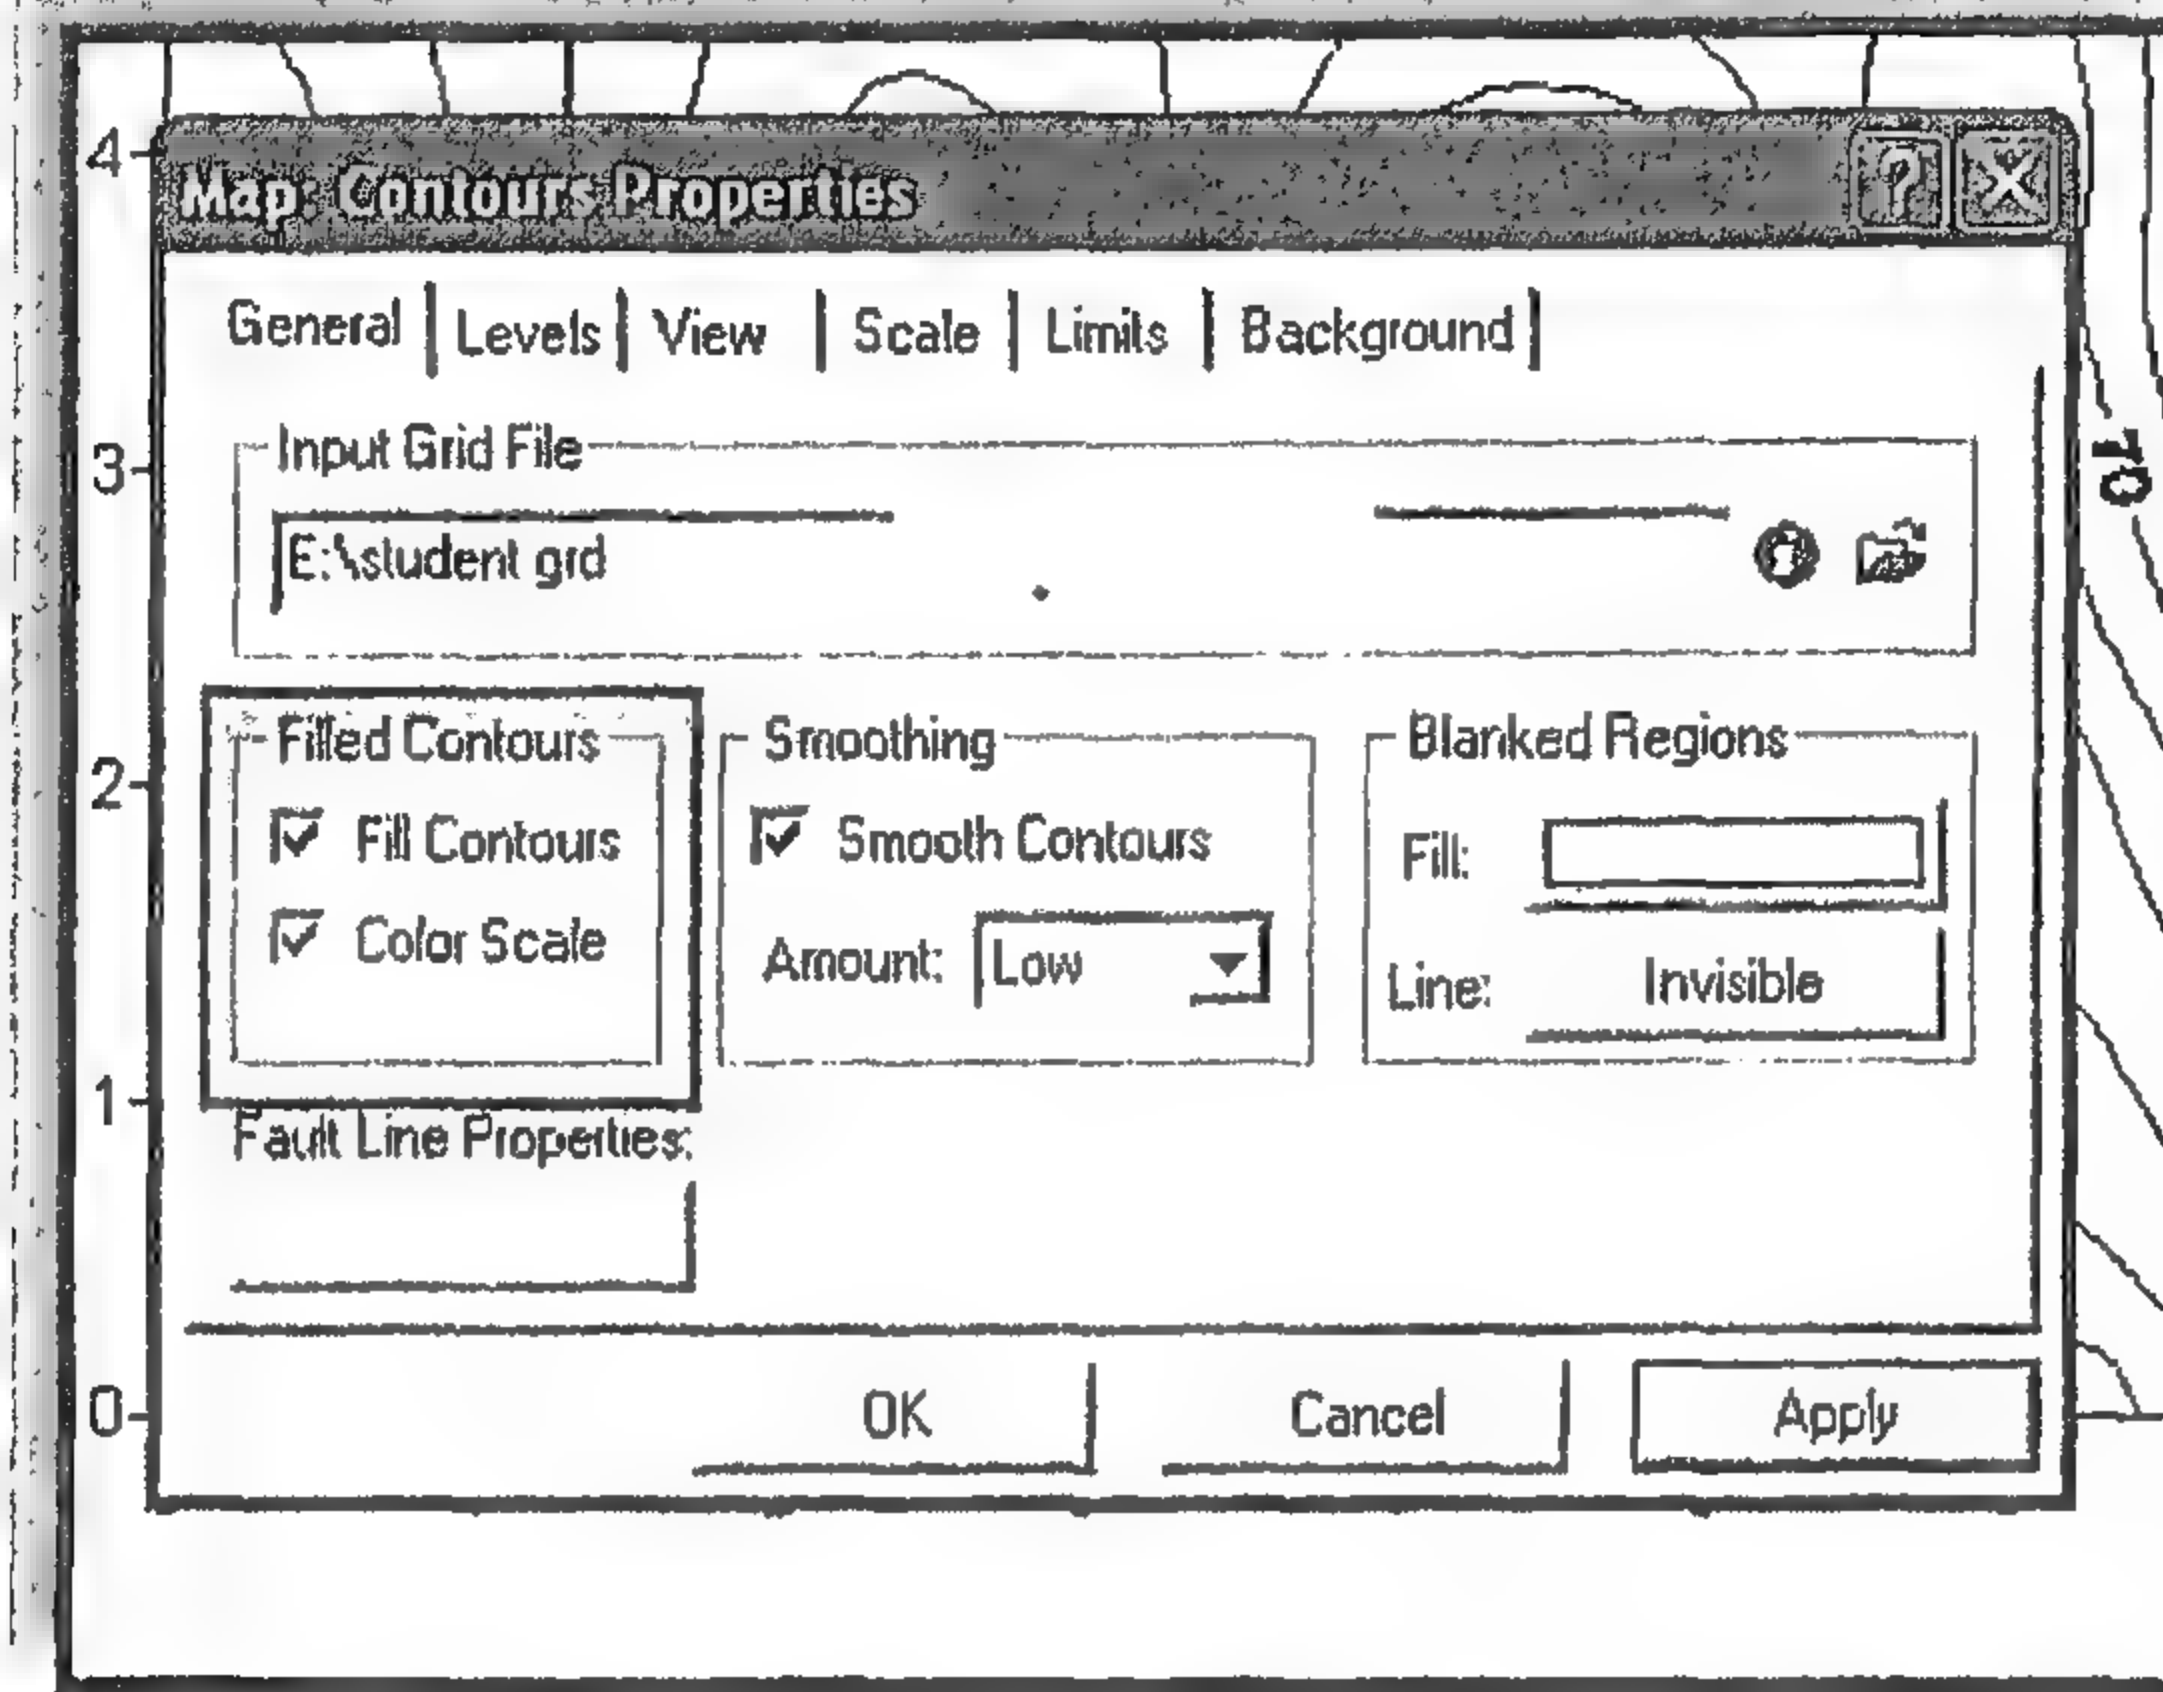 4
Map: Contours Properties ? X
General Levels View Scale Limits Background
3
Input Grid File
70
E:\student grd
2
Filled Contours Smoothing Blanked Regions
Fill Contours Smooth Contours Fill:
Color Scale Amount: Low Line: Invisible
1
Fault Line Properties:
0
OK Cancel Apply